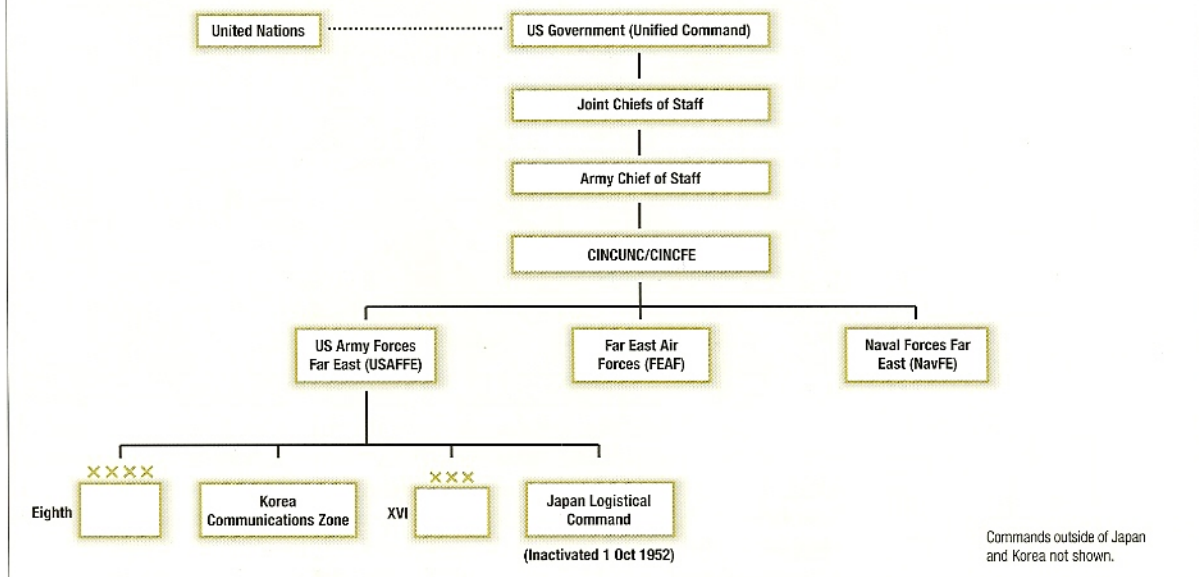 United Nations
US Government (Unified Command)
Joint Chiefs of Staff
Army Chief of Staff
CINCUNC/CINCFE
US Army Forces
Far East (USAFFE)
Far East Air
Forces (FEAF)
Naval Forces Far
East (NavFE)
XXXX
Eighth
Korea
Communications Zone
XXX
XVI
Japan Logistical
Command
(Inactivated 1 Oct 1952)
Commands outside of Japan
and Korea not shown.